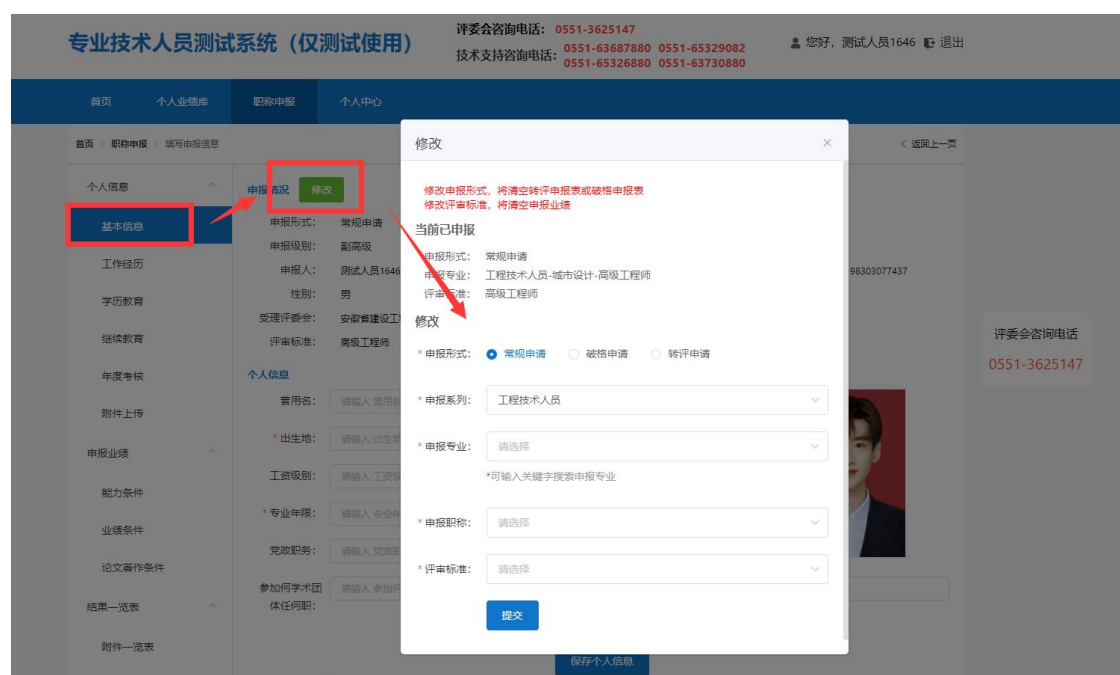 专业技术人员测试系统（仅测试使用）
评委会咨询电话： 0551-3625147
技术支持咨询电话： 0551-63687880 0551-65329082
0551-65326880 0551-63730880
您好，测试人员1646 退出
首页 个人业绩库 职称申报 个人中心
首页 > 职称申报 > 填写申报信息
< 返回上一页
个人信息
基本信息
工作经历
学历教育
继续教育
年度考核
附件上传
申报业绩
能力条件
业绩条件
论文著作条件
结果一览表
附件一览表
申报情况 修改
申报形式： 常规申请
申报级别： 副高级
申报人： 测试人员1646
98303077437
性别： 男
受理评委会： 安徽省建设工
评审标准： 高级工程师
个人信息
曾用名： 请输入 曾用名
* 出生地： 请输入 出生地
工资级别： 请输入 工资级
* 专业年限： 请输入 专业年
党政职务： 请输入 党政职
参加何学术团 请输入 参加何
体任何职：
保存个人信息
修改 ×
修改申报形式，将清空转评申报表或破格申报表
修改评审标准，将清空申报业绩
当前已申报
申报形式： 常规申请
申报专业： 工程技术人员-城市设计-高级工程师
评审标准： 高级工程师
修改
* 申报形式： 常规申请 破格申请 转评申请
* 申报系列： 工程技术人员
* 申报专业： 请选择
*可输入关键字搜索申报专业
* 申报职称： 请选择
* 评审标准： 请选择
提交
评委会咨询电话
0551-3625147